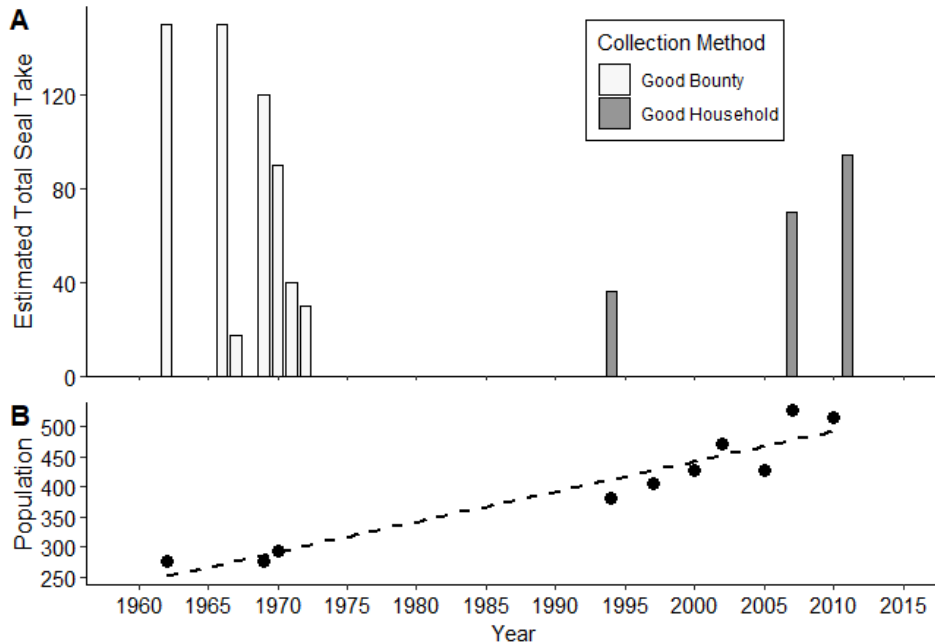 A
Estimated Total Seal Take
120
80
40
0
Collection Method
Good Bounty
Good Household
B
Population
500
450
400
350
300
250
1960 1965 1970 1975 1980 1985 1990 1995 2000 2005 2010 2015
Year